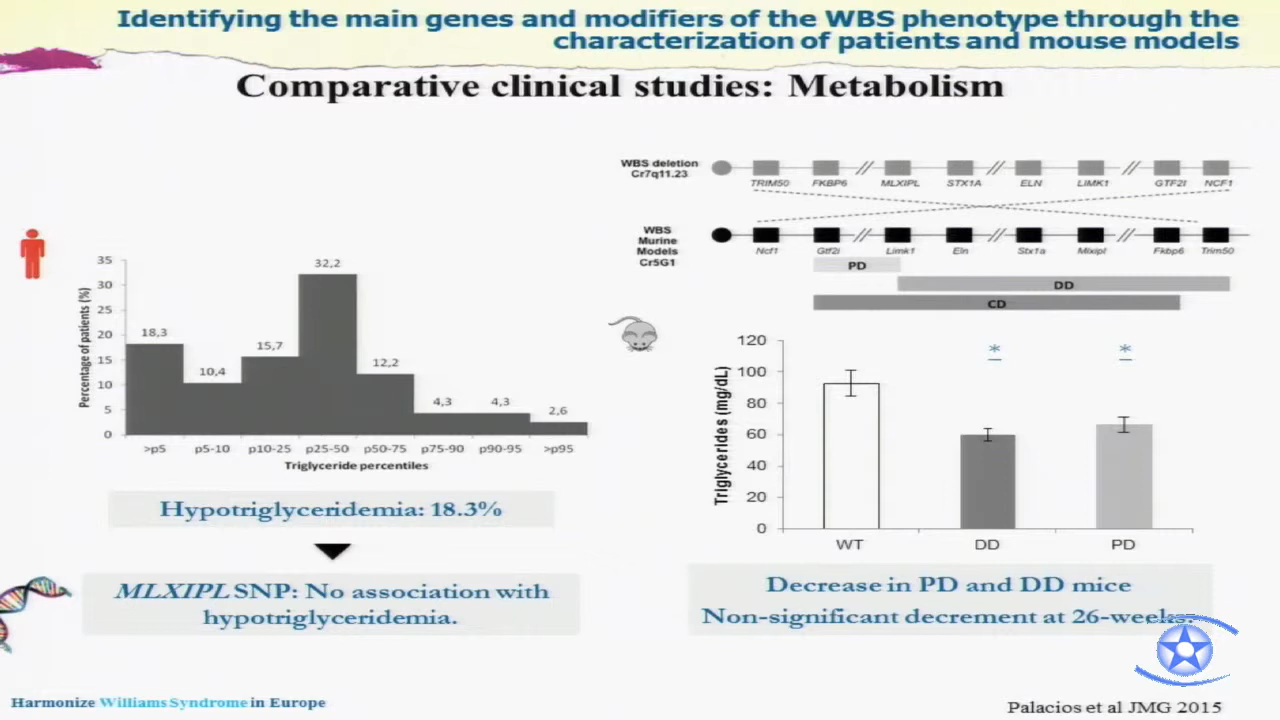 Identifying the main genes and modifiers of the WBS phenotype through the
characterization of patients and mouse models
Comparative clinical studies: Metabolism
WBS deletion
Cr7q11.23
TRIM50 FKBP6 MLXIPL STX1A ELN LIMK1 GTF2I NCF1
WBS
Murine
Models
Cr5G1
Ncf1 Gtf2i Limk1 Eln Stx1a Mlxipl Fkbp6 Trim50
PD
DD
CD
Percentage of patients (%)
35
30
25
20
15
10
5
0
18,3
10,4
15,7
32,2
12,2
4,3
4,3
2,6
>p5 p5-10 p10-25 p25-50 p50-75 p75-90 p90-95 >p95
Triglyceride percentiles
Hypotriglyceridemia: 18.3%
MLXIPL SNP: No association with
hypotriglyceridemia.
Triglycerides (mg/dL)
120
100
80
60
40
20
0
* *
WT DD PD
Decrease in PD and DD mice
Non-significant decrement at 26-weeks.
Harmonize Williams Syndrome in Europe
Palacios et al JMG 2015